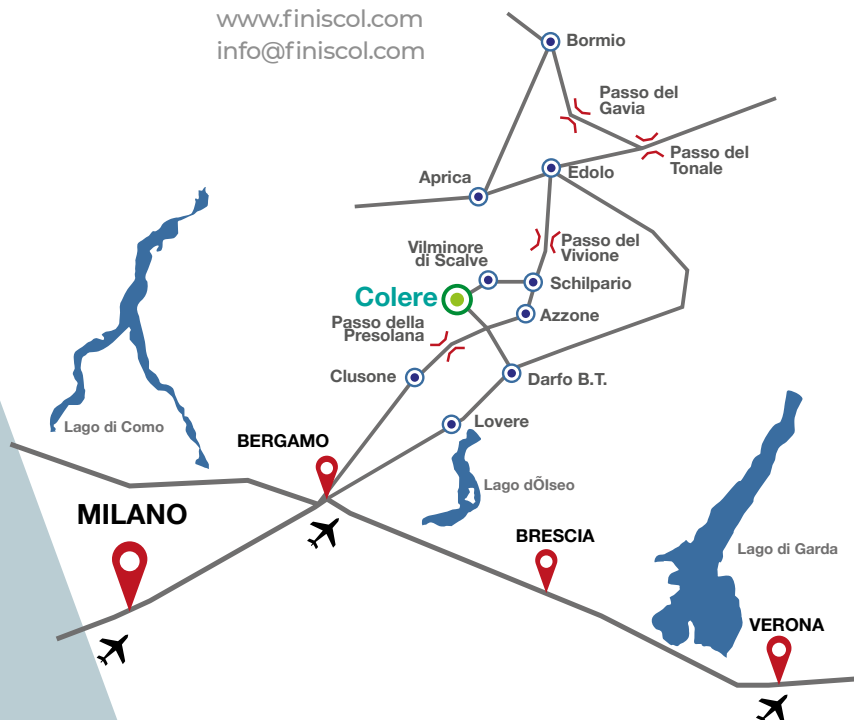 www.finiscol.com
info@finiscol.com
Bormio
Passo del
Gavia
Passo del
Tonale
Edolo
Aprica
Passo del
Vivione
Vilminore
di Scalve
Schilpario
Colere
Azzone
Passo della
Presolana
Clusone
Darfo B.T.
Lovere
Lago di Como
BERGAMO
Lago dÕIseo
MILANO
BRESCIA
Lago di Garda
VERONA